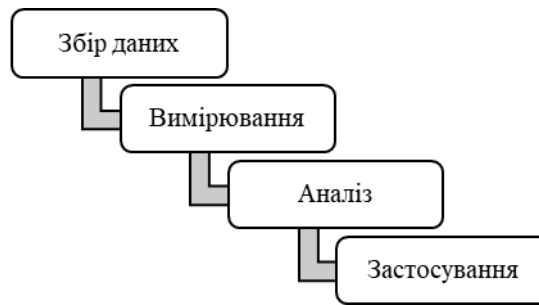 Збір даних
Вимірювання
Аналіз
Застосування